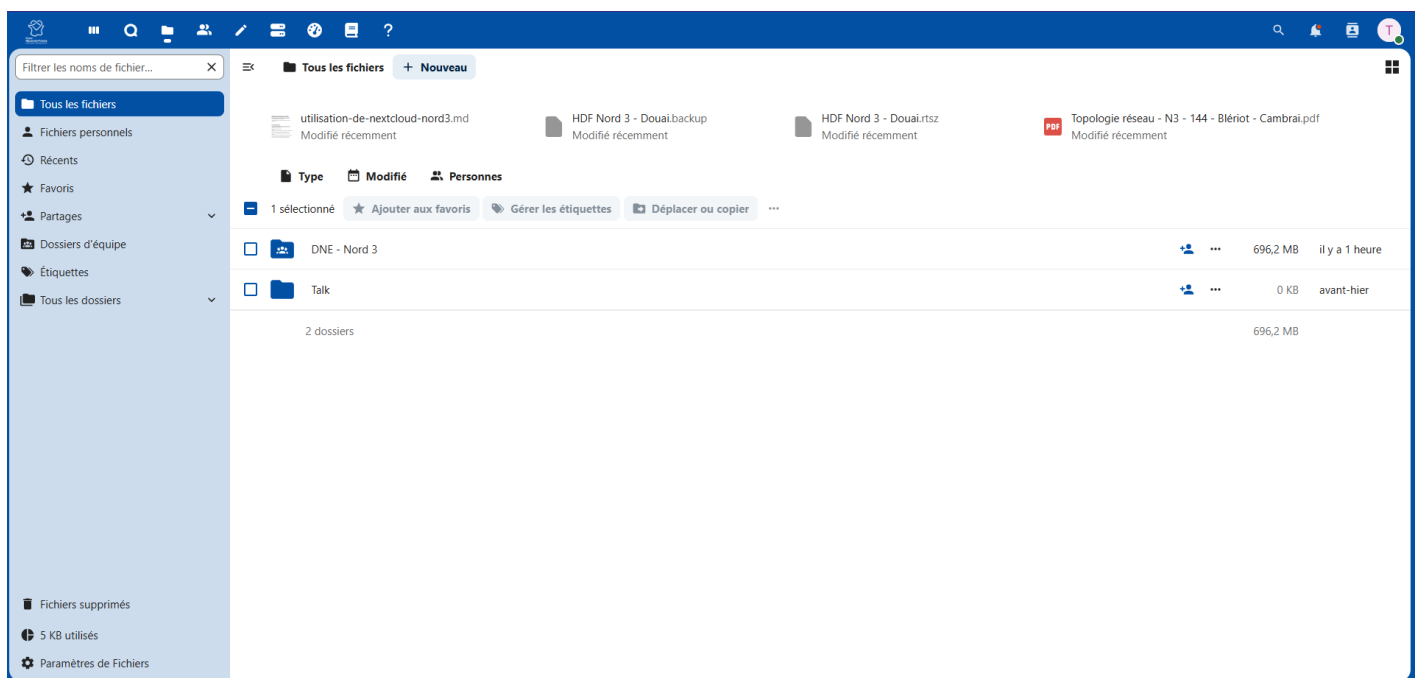 ?
T
Filtrer les noms de fichier...
Tous les fichiers
+ Nouveau
Tous les fichiers
Fichiers personnels
Récents
Favoris
Partages
Dossiers d'équipe
Étiquettes
Tous les dossiers
utilisation-de-nextcloud-nord3.md
Modifié récemment
HDF Nord 3 - Douai.backup
Modifié récemment
HDF Nord 3 - Douai.rtsz
Modifié récemment
PDF
Topologie réseau - N3 - 144 - Blériot - Cambrai.pdf
Modifié récemment
Type Modifié Personnes
1 sélectionné Ajouter aux favoris Gérer les étiquettes Déplacer ou copier ...
DNE - Nord 3 ... 696,2 MB il y a 1 heure
Talk ... 0 KB avant-hier
2 dossiers 696,2 MB
Fichiers supprimés
5 KB utilisés
Paramètres de Fichiers